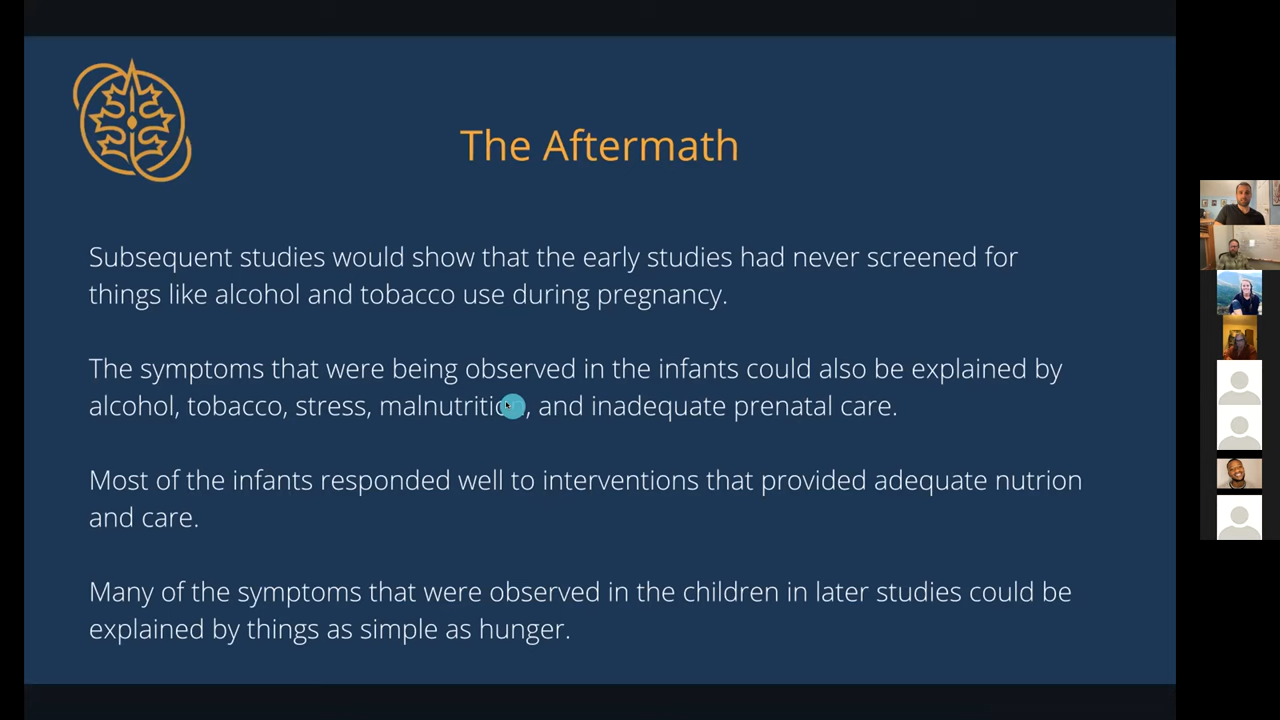 The Aftermath
Subsequent studies would show that the early studies had never screened for
things like alcohol and tobacco use during pregnancy.
The symptoms that were being observed in the infants could also be explained by
alcohol, tobacco, stress, malnutrition, and inadequate prenatal care.
Most of the infants responded well to interventions that provided adequate nutrion
and care.
Many of the symptoms that were observed in the children in later studies could be
explained by things as simple as hunger.